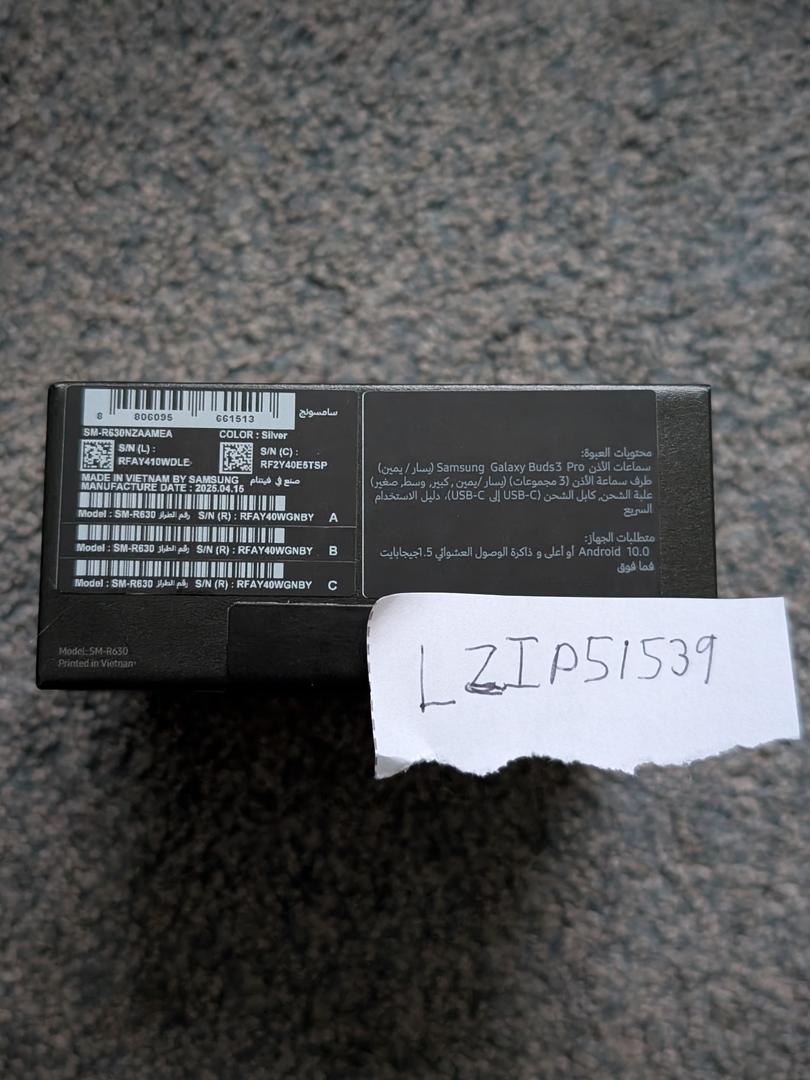 8 806095 661513
سامسونج
SM-R630NZAAMEA COLOR : Silver
S/N (L) :
RFAY410WDLE
S/N (C) :
RF2Y40E5TSP
MADE IN VIETNAM BY SAMSUNG صنع في فيتنام
MANUFACTURE DATE : 2025.04.15
Model : SM-R630 رقم الطراز S/N (R) : RFAY40WGNBY A
Model : SM-R630 رقم الطراز S/N (R) : RFAY40WGNBY B
Model : SM-R630 رقم الطراز S/N (R) : RFAY40WGNBY C
محتويات العبوة:
سماعات الأذن Samsung Galaxy Buds3 Pro (يسار/ يمين)
طرف سماعة الأذن (3 مجموعات) (يسار/يمين ,كبير, وسط, صغير)
علبة الشحن, كابل الشحن (USB-C إلى USB-C)، دليل الاستخدام
السريع
متطلبات الجهاز:
Android 10.0 أو أعلى و ذاكرة الوصول العشوائي 1.5جيجابايت
فما فوق
Model: SM-R630
Printed in Vietnam
LZIP51539